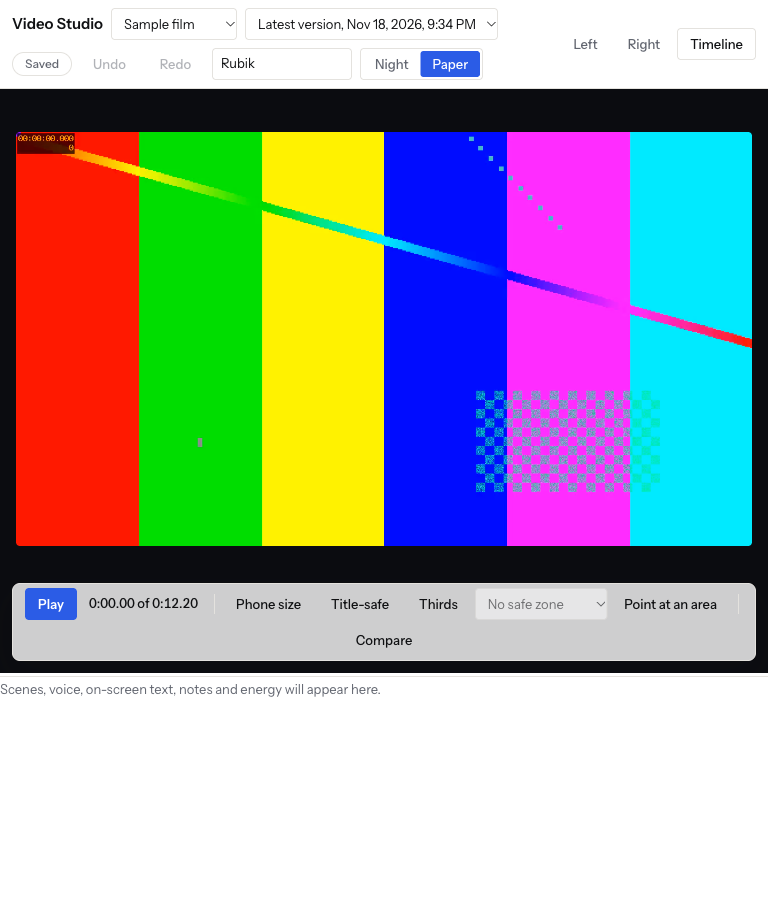 Video Studio
Sample film
Latest version, Nov 18, 2026, 9:34 PM
Left
Right
Timeline
Saved
Undo
Redo
Rubik
Night
Paper
00:00:00.000
0
Play
0:00.00 of 0:12.20
Phone size
Title-safe
Thirds
No safe zone
Point at an area
Compare
Scenes, voice, on-screen text, notes and energy will appear here.